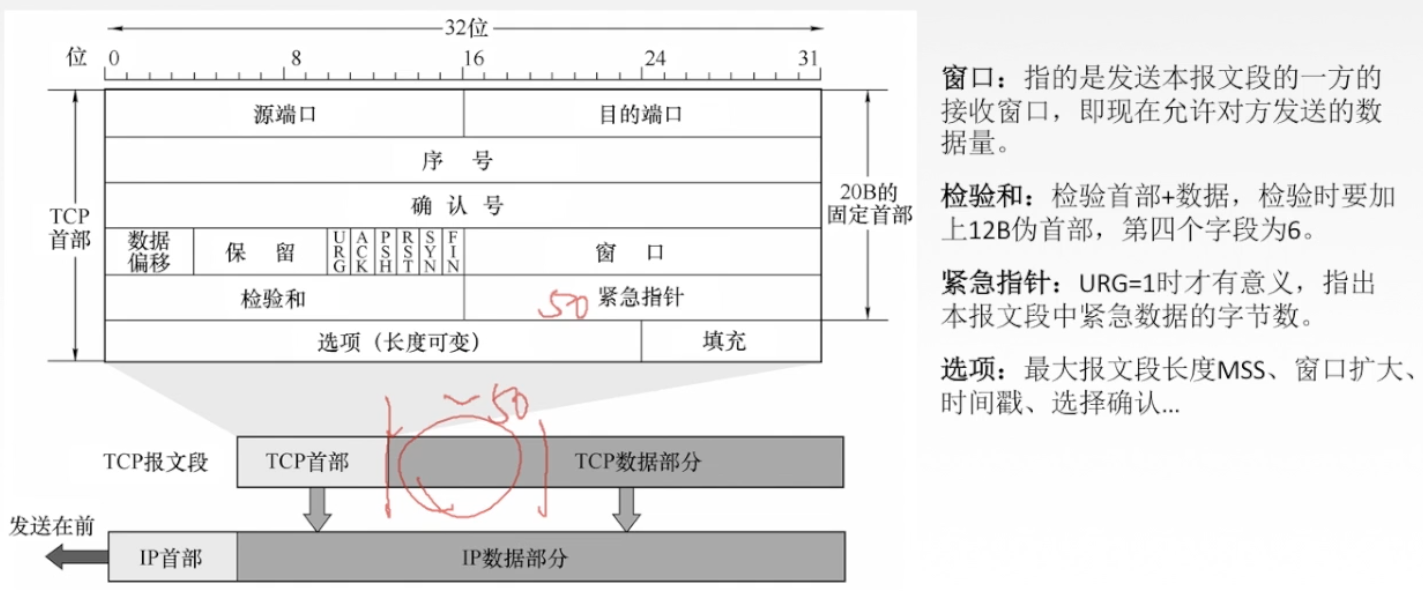 32位
位 0 8 16 24 31
源端口 目的端口
序 号
确 认 号
TCP
首部
20B的
固定首部
数据
偏移
保 留
URG
ACK
PSH
RST
SYN
FIN
窗 口
检验和
50 紧急指针
选项（长度可变） 填充
~50
TCP报文段 TCP首部 TCP数据部分
发送在前
IP首部 IP数据部分
窗口：指的是发送本报文段的一方的
接收窗口，即现在允许对方发送的数
据量。
检验和：检验首部+数据，检验时要加
上12B伪首部，第四个字段为6。
紧急指针：URG=1时才有意义，指出
本报文段中紧急数据的字节数。
选项：最大报文段长度MSS、窗口扩大、
时间戳、选择确认...